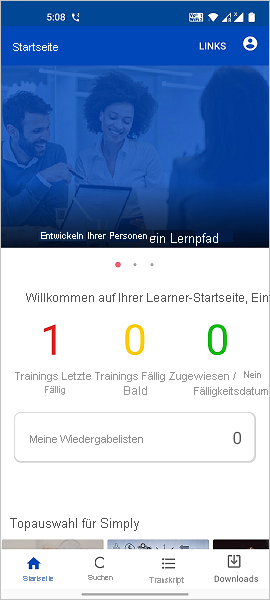 5:08
Startseite LINKS
Entwickeln Ihrer Personen ein Lernpfad
Willkommen auf Ihrer Learner-Startseite, Ein
1 0 0
Trainings Letzte Trainings Fällig Zugewiesen / Nein
Fällig Bald Fälligkeitsdatum
Meine Wiedergabelisten 0
Topauswahl für Simply
Startseite Suchen Transkript Downloads